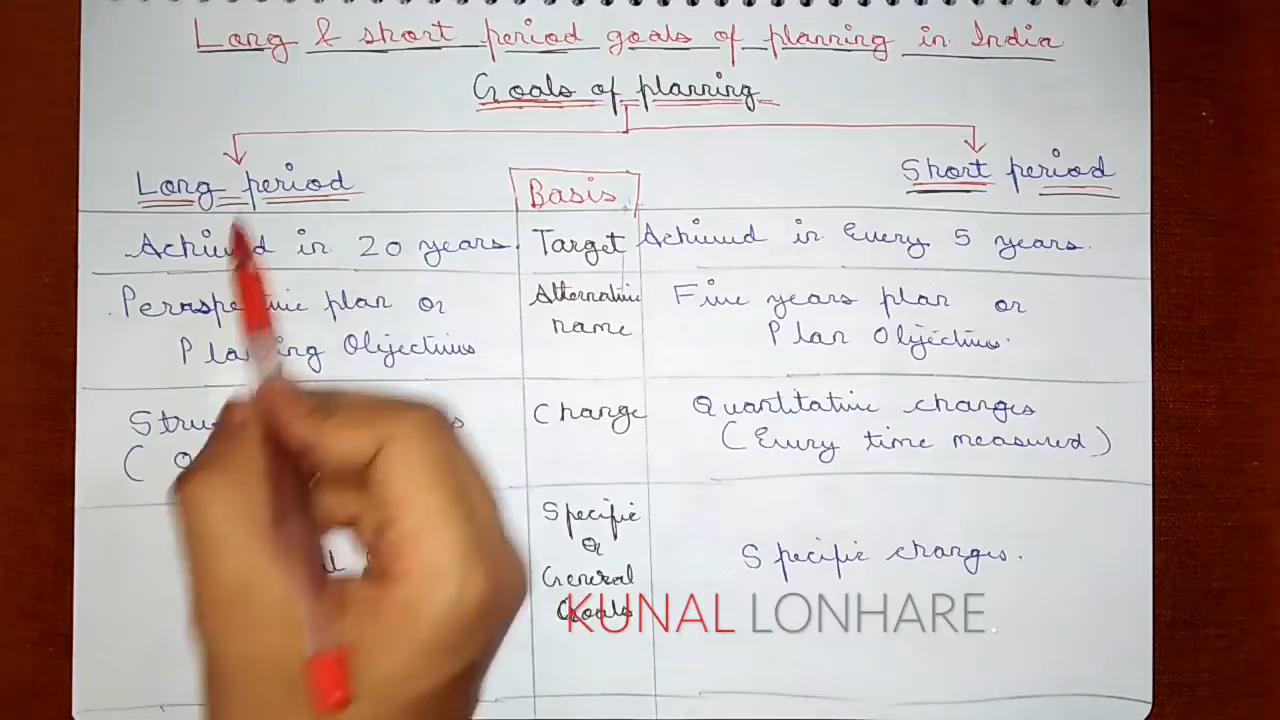 Long & short period goals of planning in India
Goals of planning
Long period
Basis
Short period
Achieved in 20 years.
Target
Achieved in Every 5 years.
plan or
Alternative name
Five years plan or
Objectives
Plan Objectives.
Change
Quantitative changes
(Every time measured)
Specific
Or
General
Goals
Specific changes.
KUNAL LONHARE.